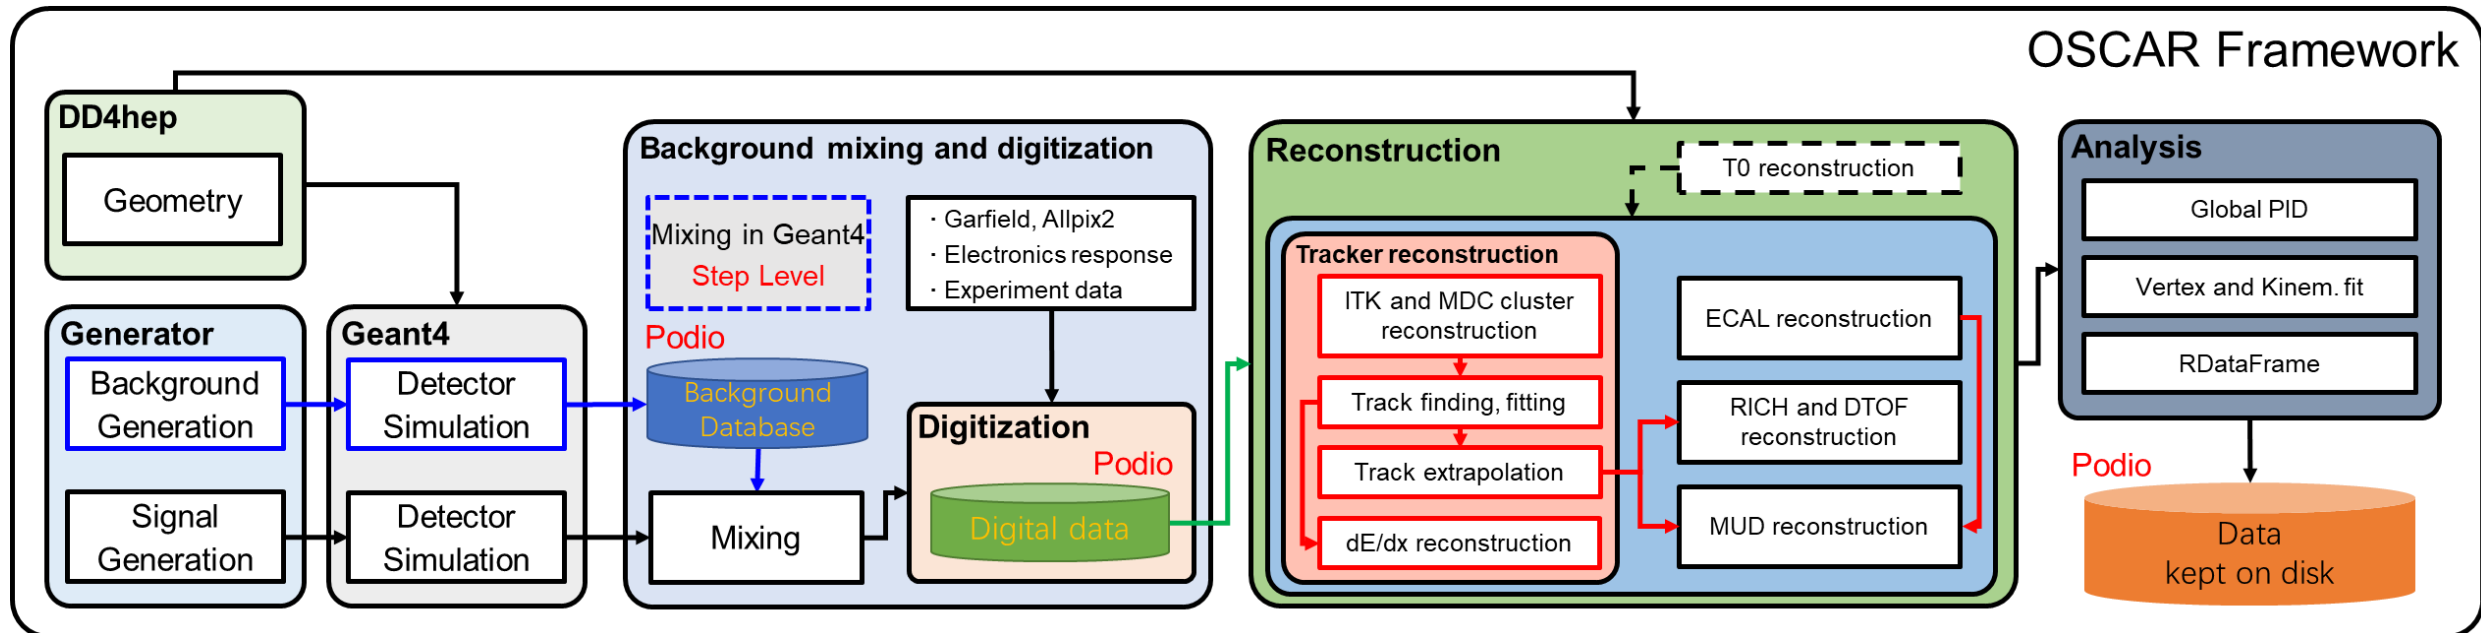 OSCAR Framework
DD4hep
Geometry
Generator
Background
Generation
Signal
Generation
Geant4
Detector
Simulation
Detector
Simulation
Background mixing and digitization
Mixing in Geant4
Step Level
· Garfield, Allpix2
· Electronics response
· Experiment data
Podio
Background
Database
Mixing
Digitization
Podio
Digital data
Reconstruction
T0 reconstruction
Tracker reconstruction
ITK and MDC cluster
reconstruction
Track finding, fitting
Track extrapolation
dE/dx reconstruction
ECAL reconstruction
RICH and DTOF
reconstruction
MUD reconstruction
Analysis
Global PID
Vertex and Kinem. fit
RDataFrame
Podio
Data
kept on disk